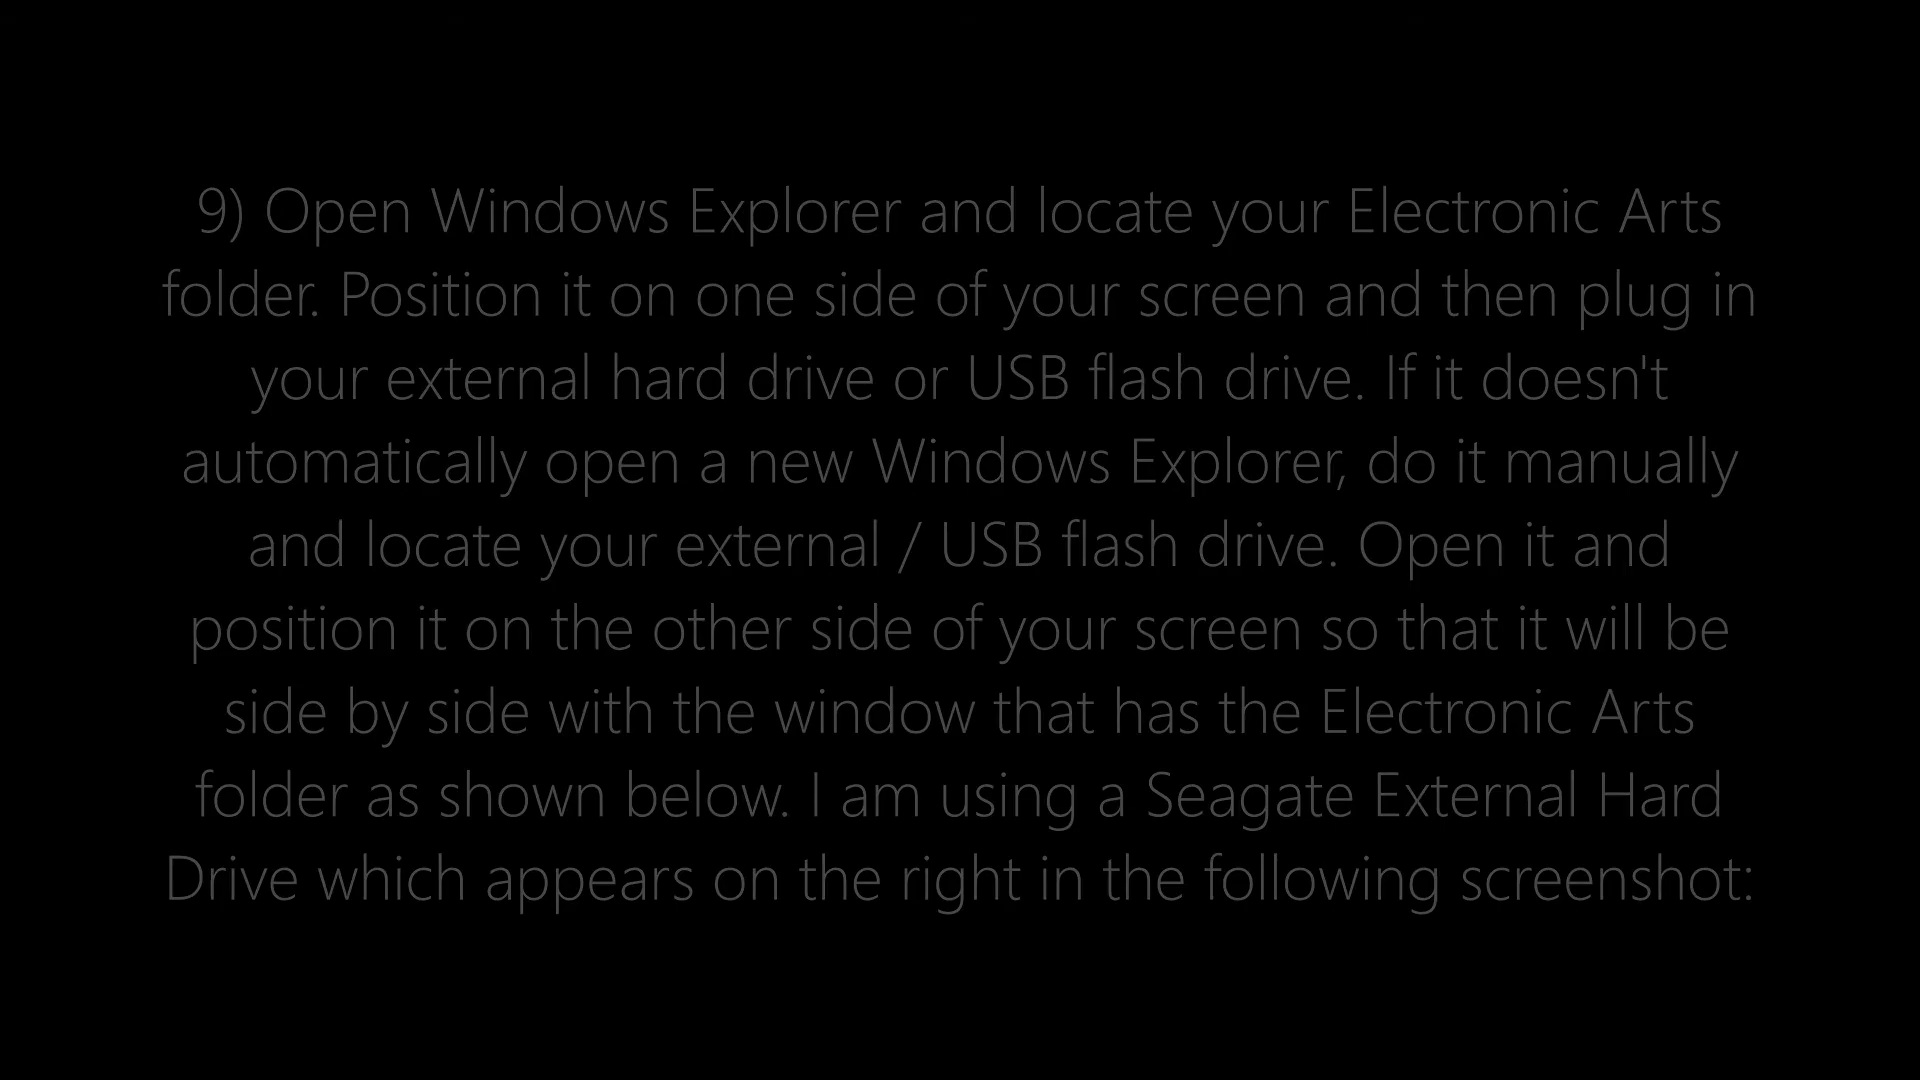 9) Open Windows Explorer and locate your Electronic Arts
folder. Position it on one side of your screen and then plug in
your external hard drive or USB flash drive. If it doesn't
automatically open a new Windows Explorer, do it manually
and locate your external / USB flash drive. Open it and
position it on the other side of your screen so that it will be
side by side with the window that has the Electronic Arts
folder as shown below. I am using a Seagate External Hard
Drive which appears on the right in the following screenshot: